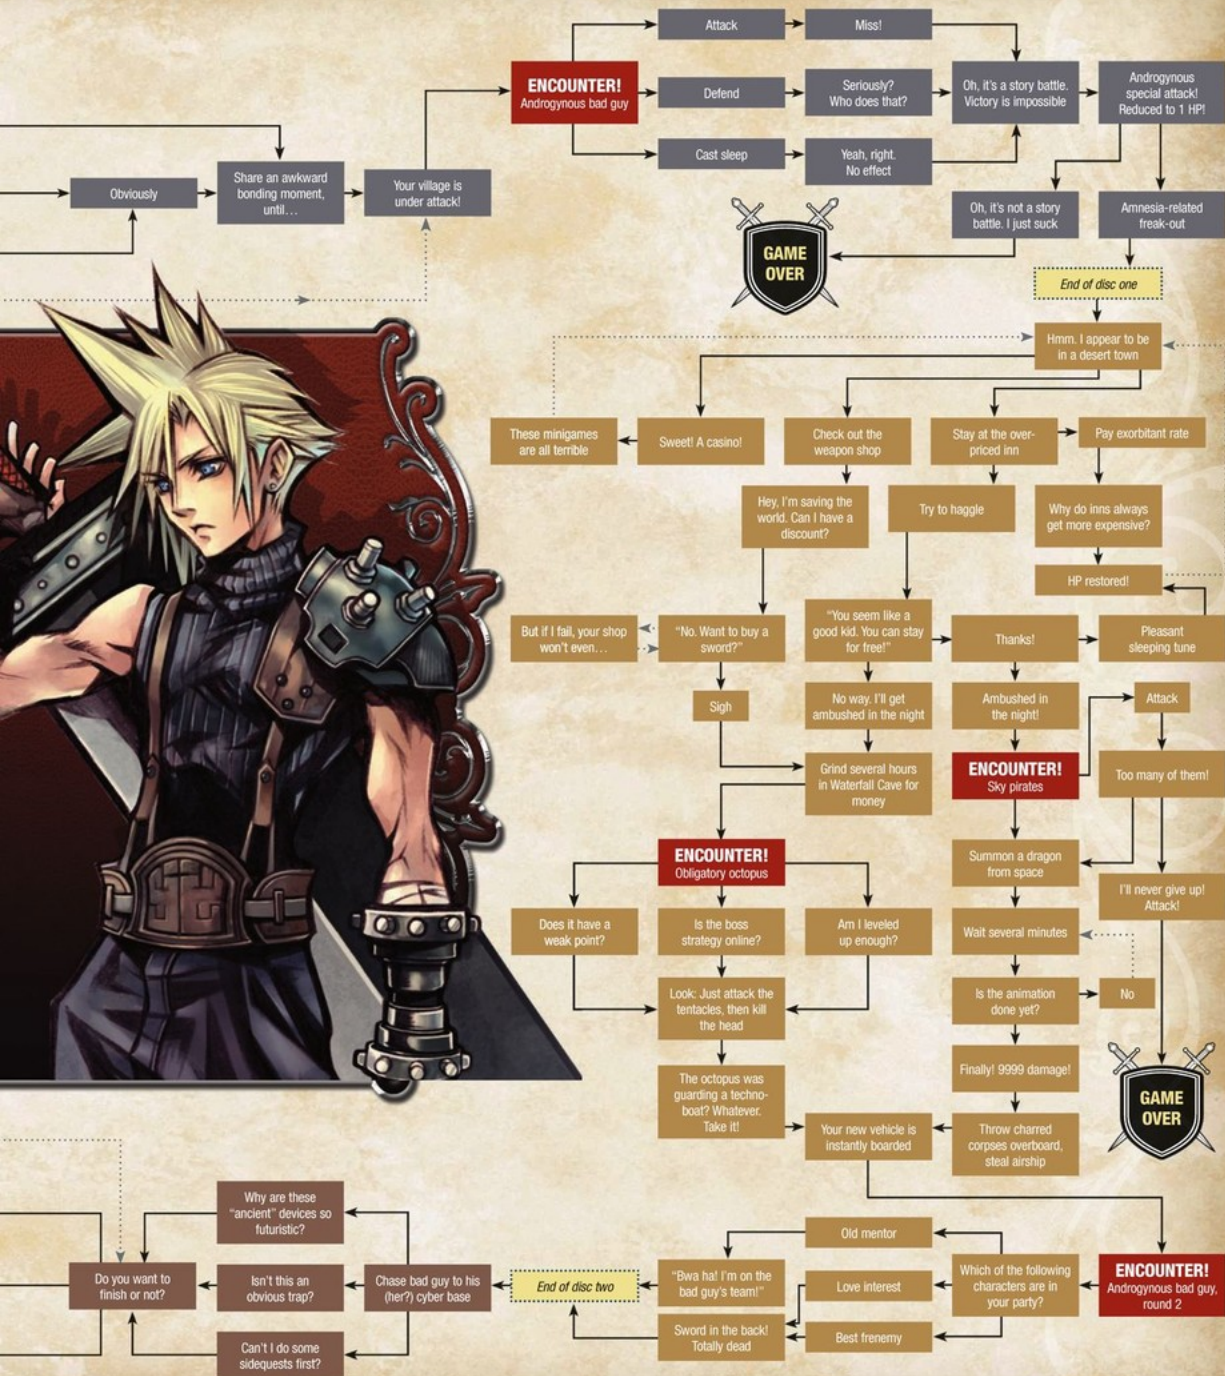 Attack
Miss!
ENCOUNTER!
Androgynous bad guy
Defend
Seriously?
Who does that?
Oh, it's a story battle.
Victory is impossible
Androgynous
special attack!
Reduced to 1 HP!
Cast sleep
Yeah, right.
No effect
Obviously
Share an awkward
bonding moment,
until...
Your village is
under attack!
Oh, it's not a story
battle. I just suck
Amnesia-related
freak-out
GAME
OVER
End of disc one
Hmm. I appear to be
in a desert town
These minigames
are all terrible
Sweet! A casino!
Check out the
weapon shop
Stay at the over-
priced inn
Pay exorbitant rate
Hey, I'm saving the
world. Can I have a
discount?
Try to haggle
Why do inns always
get more expensive?
HP restored!
But if I fail, your shop
won't even...
"No. Want to buy a
sword?"
"You seem like a
good kid. You can stay
for free!"
Thanks!
Pleasant
sleeping tune
Sigh
No way. I'll get
ambushed in the night
Ambushed in
the night!
Attack
Grind several hours
in Waterfall Cave for
money
ENCOUNTER!
Sky pirates
Too many of them!
ENCOUNTER!
Obligatory octopus
Summon a dragon
from space
I'll never give up!
Attack!
Does it have a
weak point?
Is the boss
strategy online?
Am I leveled
up enough?
Wait several minutes
Look: Just attack the
tentacles, then kill
the head
Is the animation
done yet?
No
Finally! 9999 damage!
GAME
OVER
The octopus was
guarding a techno-
boat? Whatever.
Take it!
Your new vehicle is
instantly boarded
Throw charred
corpses overboard,
steal airship
Why are these
"ancient" devices so
futuristic?
Old mentor
Do you want to
finish or not?
Isn't this an
obvious trap?
Chase bad guy to his
(her?) cyber base
End of disc two
"Bwa ha! I'm on the
bad guy's team!"
Love interest
Which of the following
characters are in
your party?
ENCOUNTER!
Androgynous bad guy,
round 2
Can't I do some
sidequests first?
Sword in the back!
Totally dead
Best frenemy